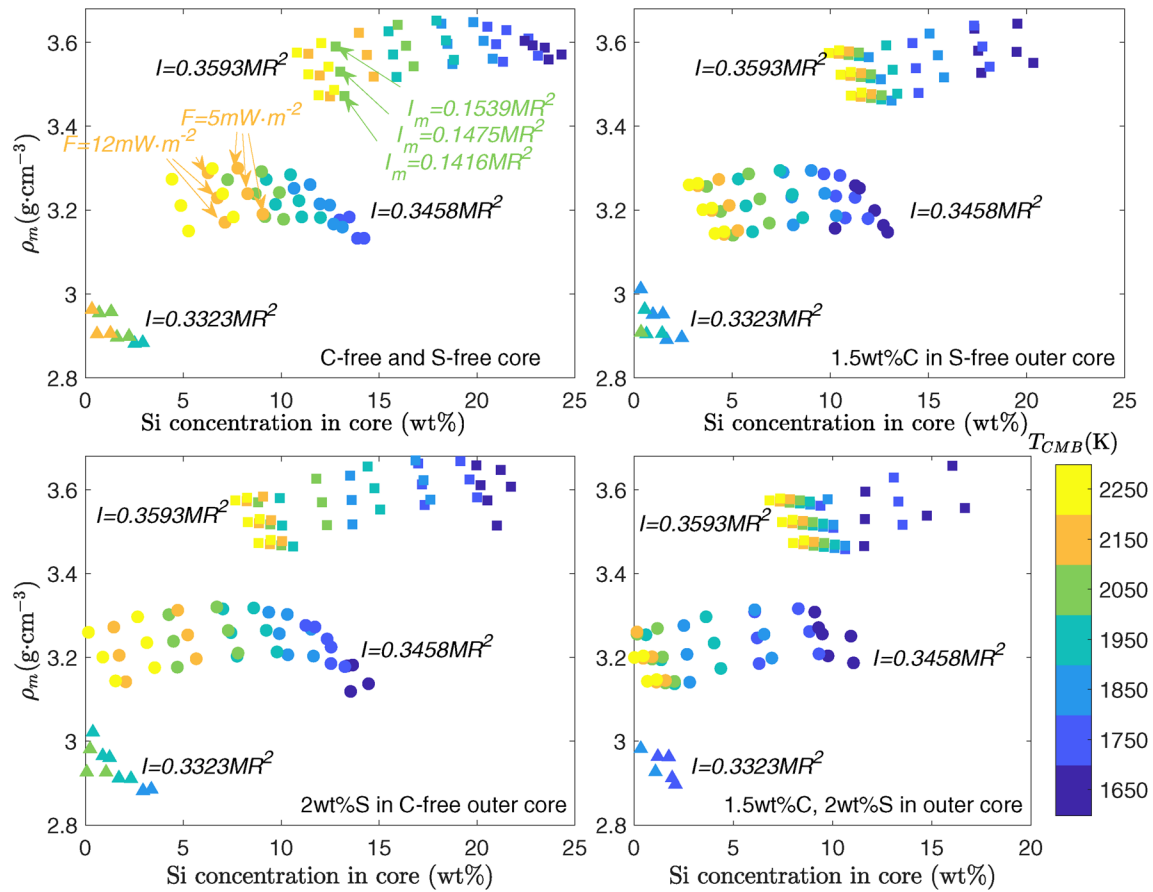 ρm(g·cm−3)
3.6
3.4
3.2
3
2.8
I=0.3593MR2
F=5mW·m-2
F=12mW·m-2
Im=0.1539MR2
Im=0.1475MR2
Im=0.1416MR2
I=0.3458MR2
I=0.3323MR2
C-free and S-free core
0 5 10 15 20 25
Si concentration in core (wt%)
3.6
3.4
3.2
3
2.8
I=0.3593MR2
I=0.3458MR2
I=0.3323MR2
1.5wt%C in S-free outer core
0 5 10 15 20 25
Si concentration in core (wt%)
ρm(g·cm−3)
3.6
3.4
3.2
3
2.8
I=0.3593MR2
I=0.3458MR2
I=0.3323MR2
2wt%S in C-free outer core
0 5 10 15 20 25
Si concentration in core (wt%)
3.6
3.4
3.2
3
2.8
I=0.3593MR2
I=0.3458MR2
I=0.3323MR2
1.5wt%C, 2wt%S in outer core
0 5 10 15 20 25
Si concentration in core (wt%)
TCMB(K)
2250
2150
2050
1950
1850
1750
1650